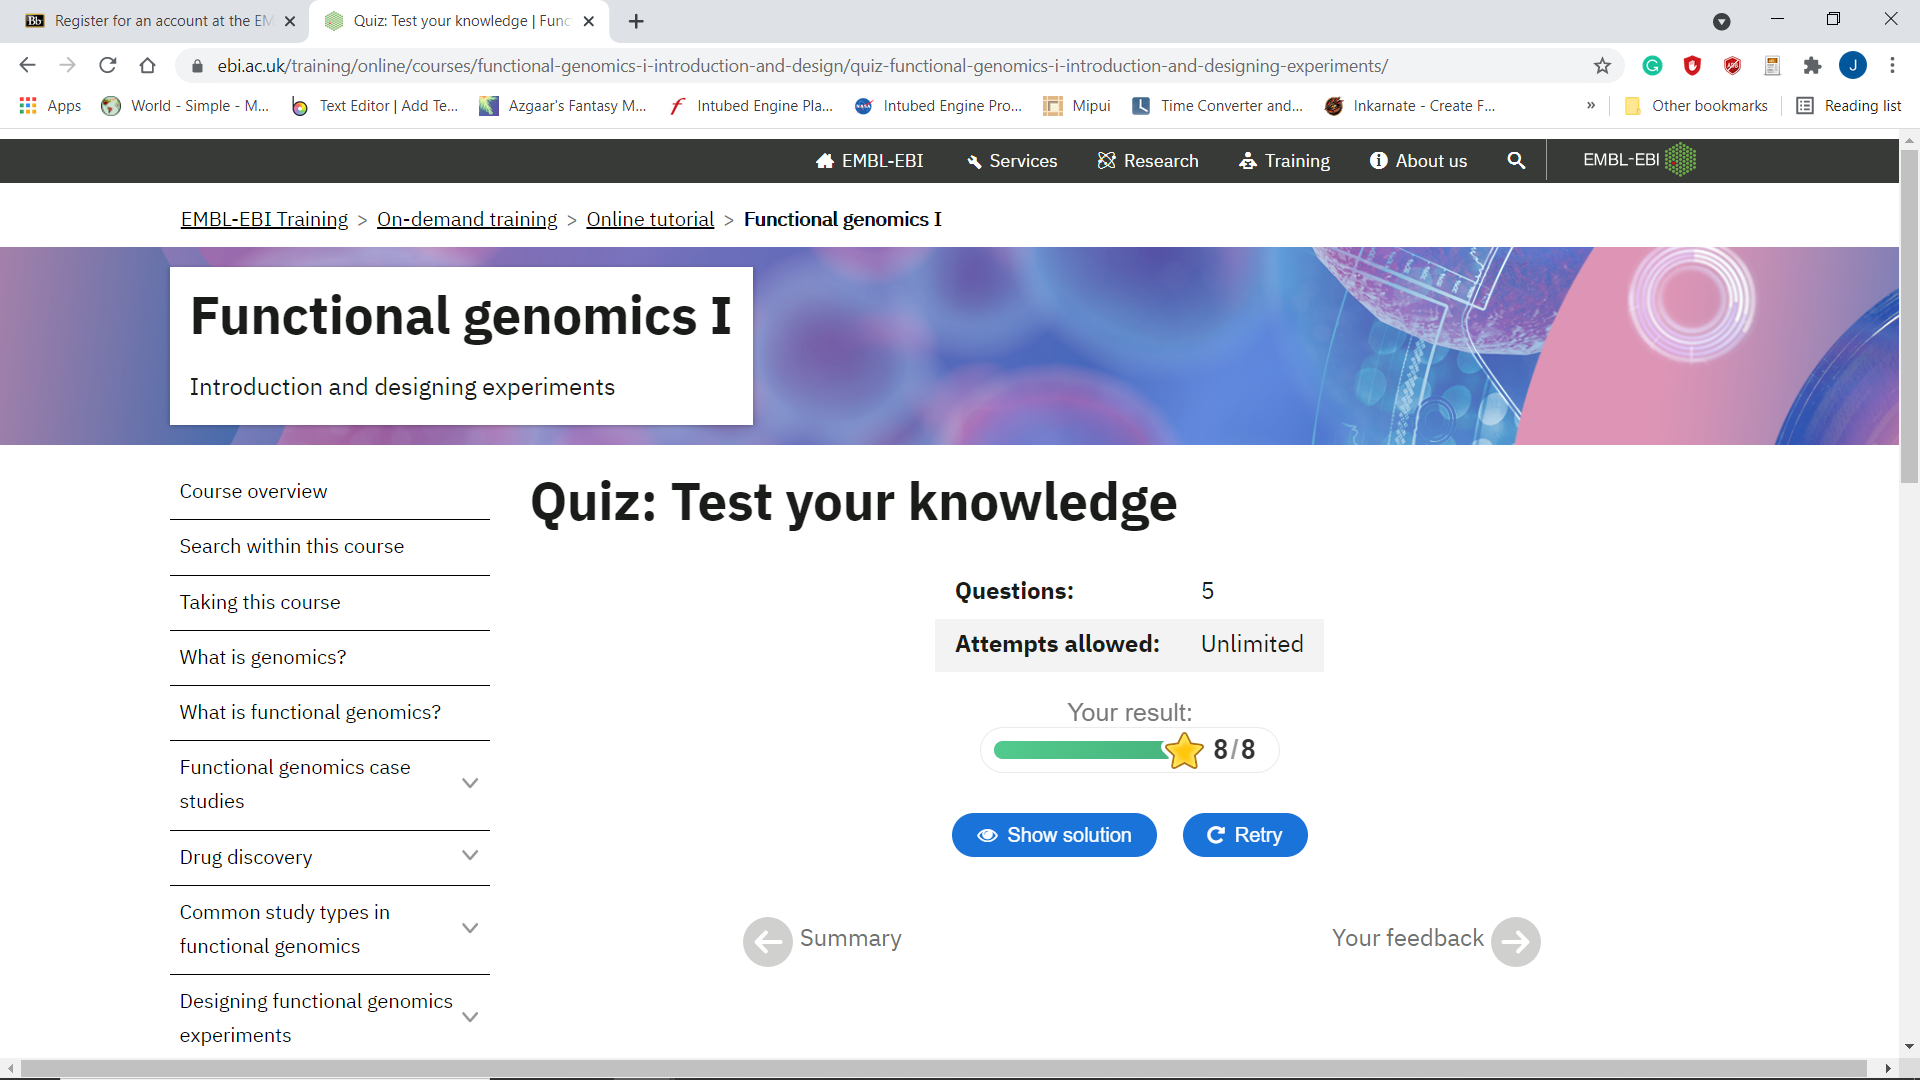 Bb Register for an account at the EM
Quiz: Test your knowledge | Func
ebi.ac.uk/training/online/courses/functional-genomics-i-introduction-and-design/quiz-functional-genomics-i-introduction-and-designing-experiments/
J
Apps World - Simple - M... Text Editor | Add Te... Azgaar's Fantasy M... Intubed Engine Pla... Intubed Engine Pro... Mipui Time Converter and... Inkarnate - Create F... » Other bookmarks Reading list
EMBL-EBI Services Research Training About us EMBL-EBI
EMBL-EBI Training > On-demand training > Online tutorial > Functional genomics I
Functional genomics I
Introduction and designing experiments
Course overview
Search within this course
Taking this course
What is genomics?
What is functional genomics?
Functional genomics case
studies
Drug discovery
Common study types in
functional genomics
Designing functional genomics
experiments
Quiz: Test your knowledge
Questions: 5
Attempts allowed: Unlimited
Your result:
8/8
Show solution Retry
Summary Your feedback